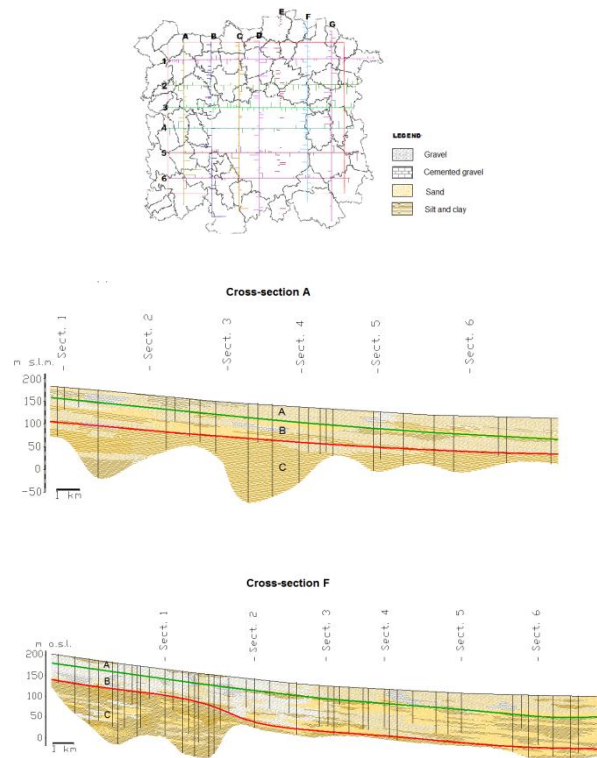 E
F
G
A
B
C
D
1
2
3
4
5
6
LEGEND
Gravel
Cemented gravel
Sand
Silt and clay
Cross-section A
Sect. 1
Sect. 2
Sect. 3
Sect. 4
Sect. 5
Sect. 6
m s.l.m.
200
150
100
50
0
-50
1 km
A
B
C
Cross-section F
Sect. 1
Sect. 2
Sect. 3
Sect. 4
Sect. 5
Sect. 6
m o.s.l.
200
150
100
50
0
1 km
A
B
C